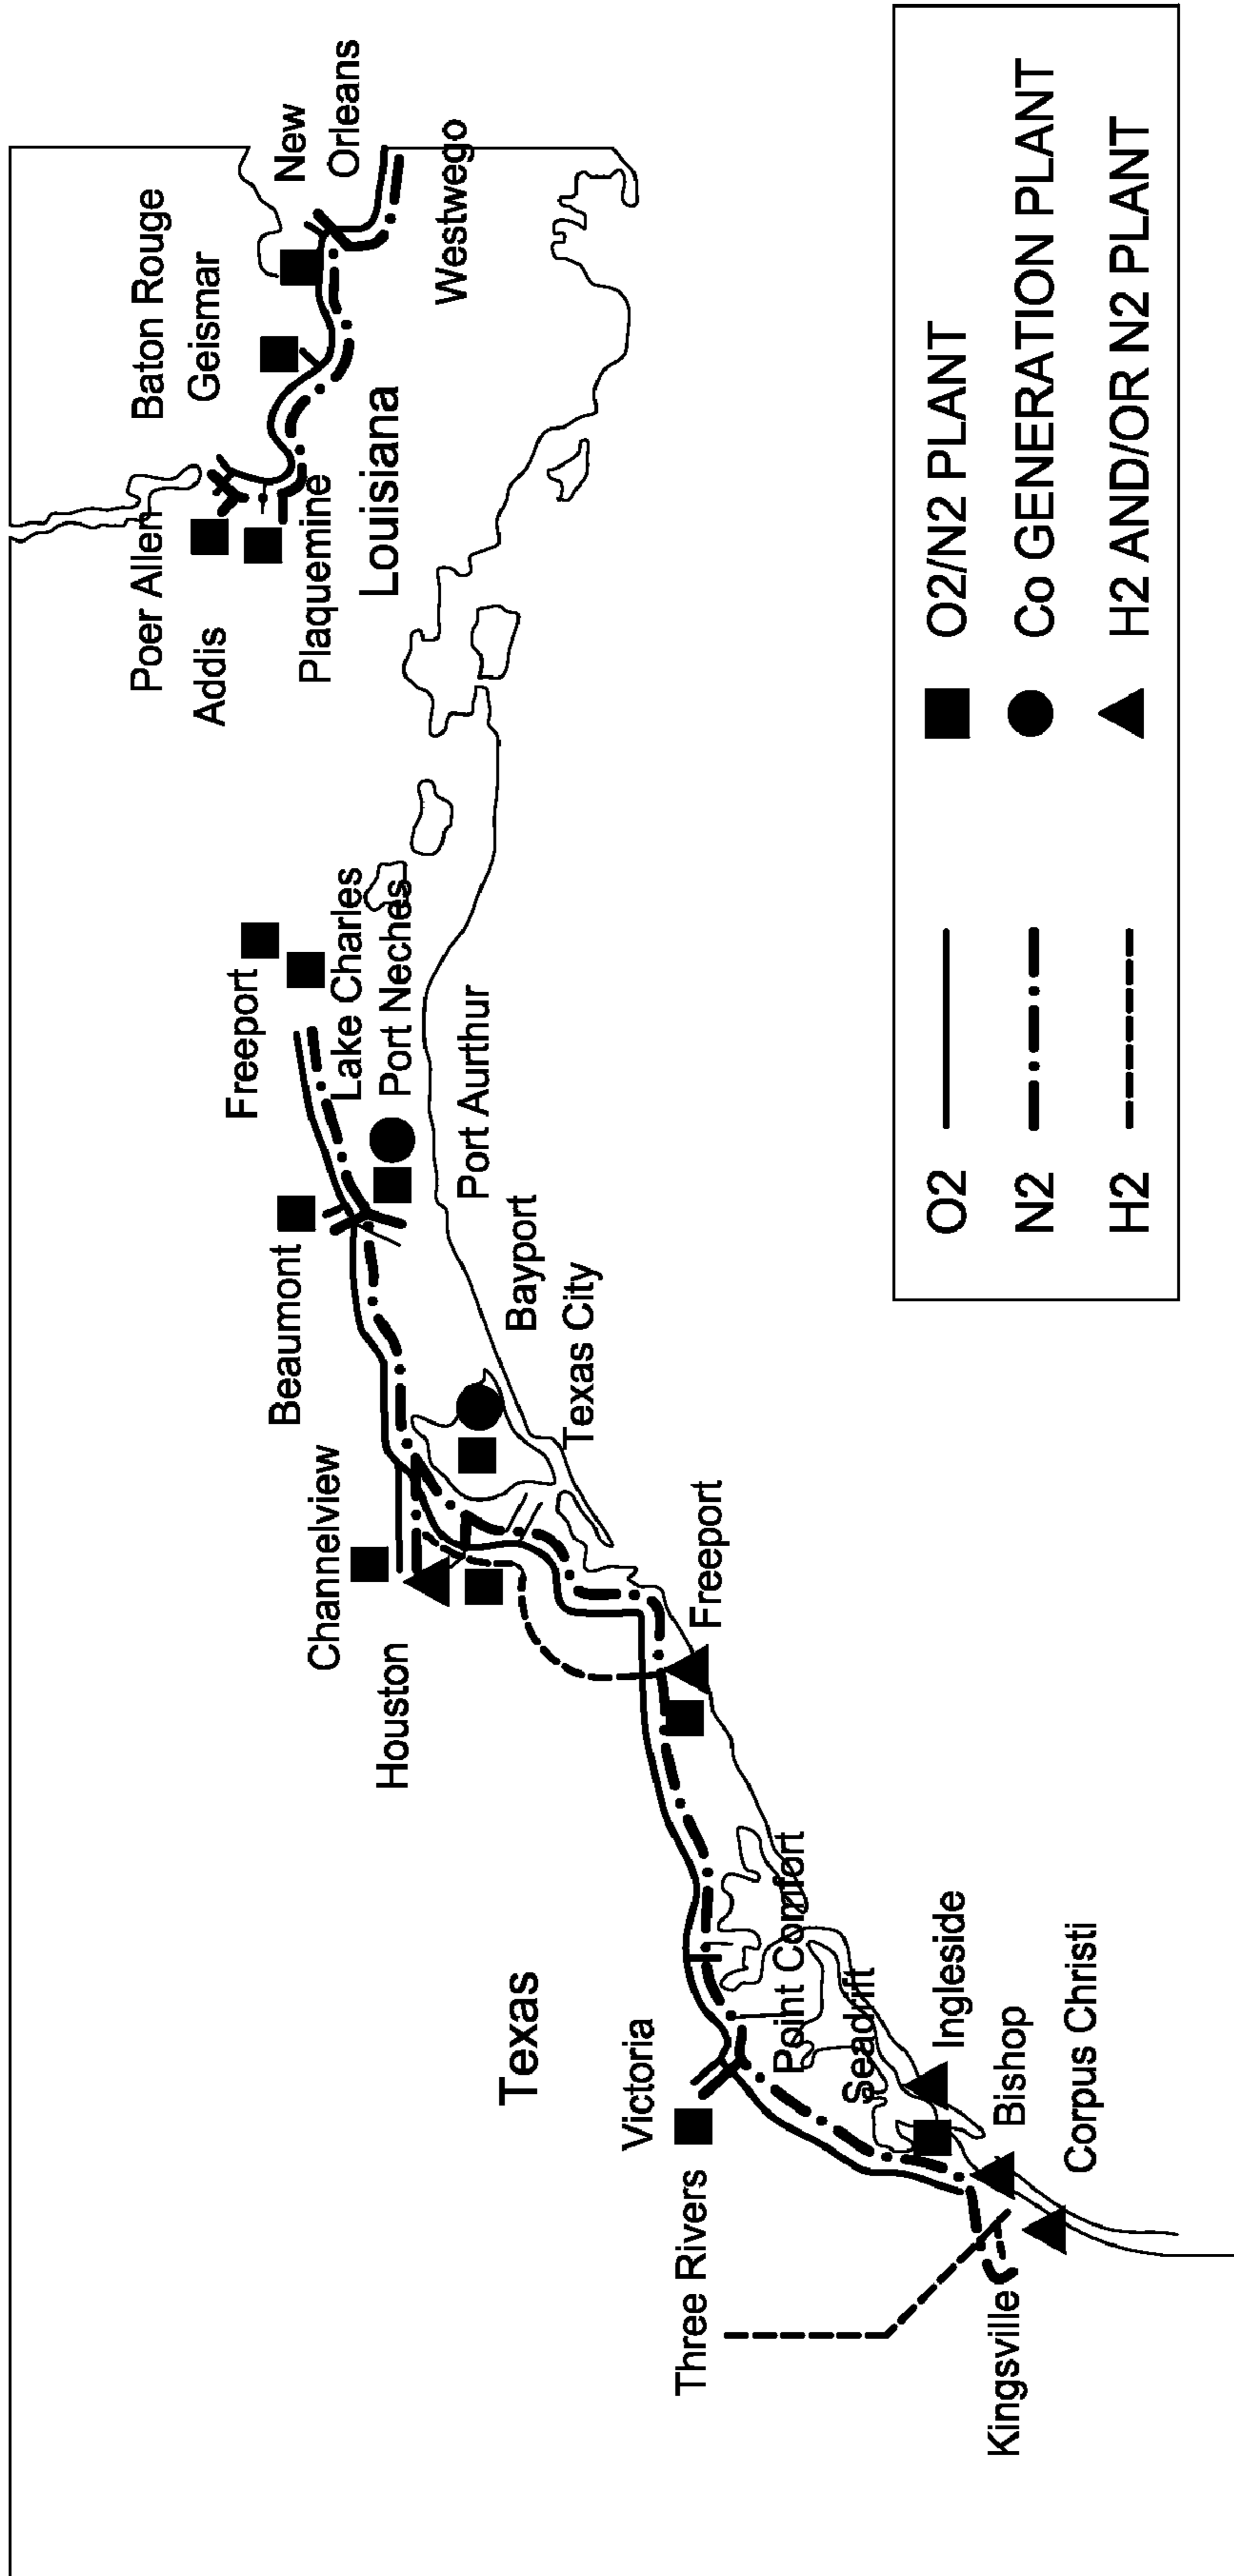 Poer Allen
Baton Rouge
Addis
Geismar
New
Orleans
Plaquemine
Louisiana
Westwego
Freeport
Beaumont
Lake Charles
Port Neches
Port Aurthur
Channelview
Houston
Bayport
Texas City
Freeport
Texas
Victoria
Three Rivers
Point Comfort
Seadrift
Ingleside
Bishop
Kingsville
Corpus Christi
O2
O2/N2 PLANT
N2
Co GENERATION PLANT
H2
H2 AND/OR N2 PLANT